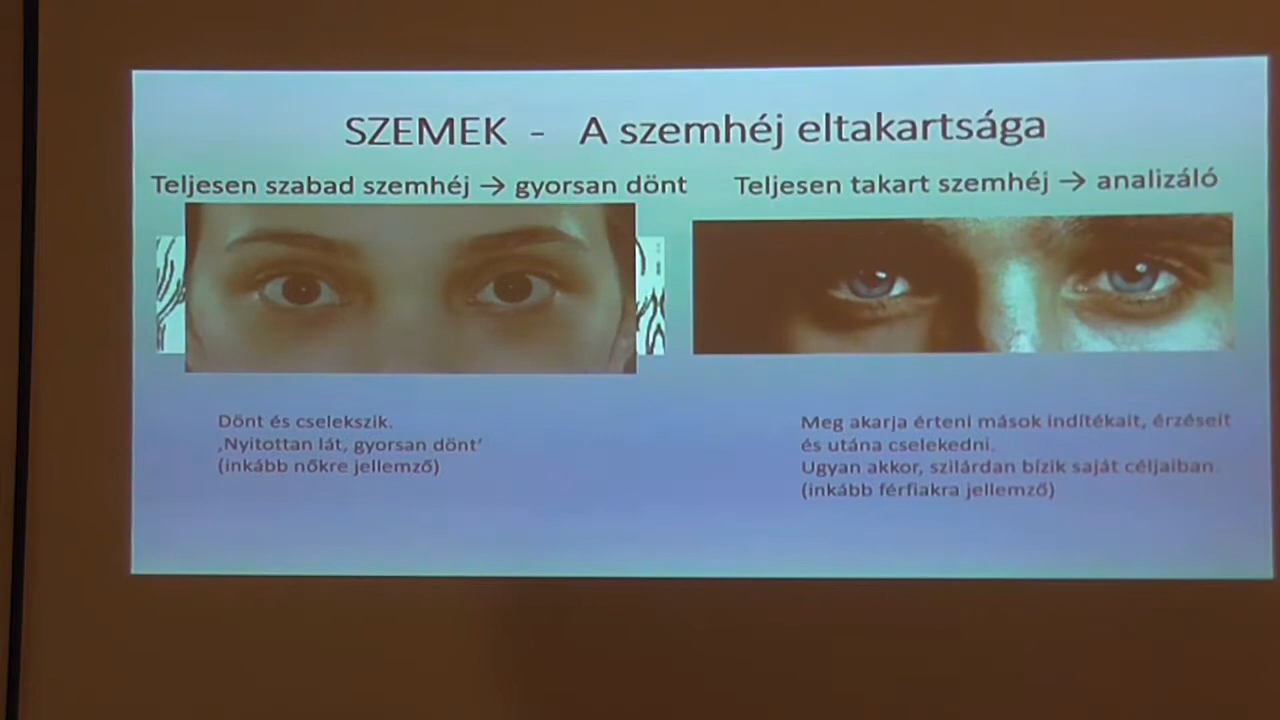 SZEMEK - A szemhéj eltakartsága
Teljesen szabad szemhéj → gyorsan dönt
Teljesen takart szemhéj → analizáló
Dönt és cselekszik.
‚Nyitottan lát, gyorsan dönt’
(inkább nőkre jellemző)
Meg akarja érteni mások indítékait, érzéseit
és utána cselekedni.
Ugyan akkor, szilárdan bízik saját céljaiban.
(inkább férfiakra jellemző)